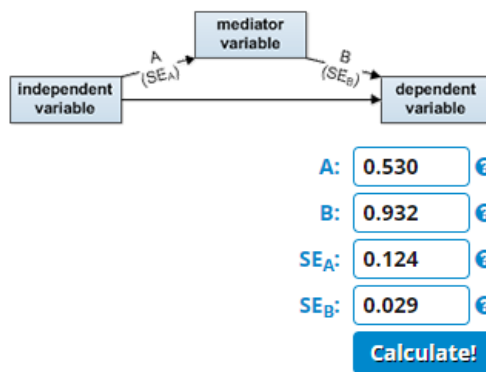 mediator
variable
A
(SEA)
B
(SEB)
independent
variable
dependent
variable
A: 0.530 ?
B: 0.932 ?
SEA: 0.124 ?
SEB: 0.029 ?
Calculate!